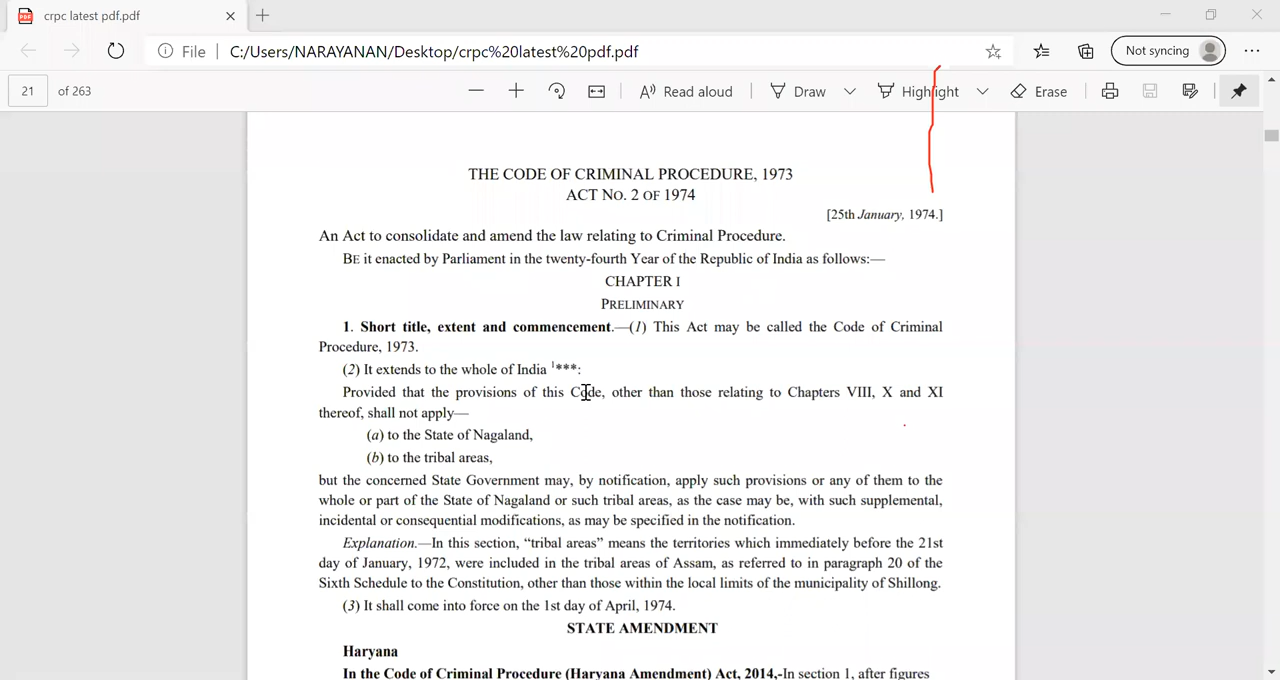 crpc latest pdf.pdf
File C:/Users/NARAYANAN/Desktop/crpc%20latest%20pdf.pdf Not syncing
21 of 263 Read aloud Draw Highlight Erase
THE CODE OF CRIMINAL PROCEDURE, 1973
ACT NO. 2 OF 1974
[25th January, 1974.]
An Act to consolidate and amend the law relating to Criminal Procedure.
BE it enacted by Parliament in the twenty-fourth Year of the Republic of India as follows:—
CHAPTER I
PRELIMINARY
1. Short title, extent and commencement.—(1) This Act may be called the Code of Criminal
Procedure, 1973.
(2) It extends to the whole of India 1***:
Provided that the provisions of this Code, other than those relating to Chapters VIII, X and XI
thereof, shall not apply—
(a) to the State of Nagaland,
(b) to the tribal areas,
but the concerned State Government may, by notification, apply such provisions or any of them to the
whole or part of the State of Nagaland or such tribal areas, as the case may be, with such supplemental,
incidental or consequential modifications, as may be specified in the notification.
Explanation.—In this section, “tribal areas” means the territories which immediately before the 21st
day of January, 1972, were included in the tribal areas of Assam, as referred to in paragraph 20 of the
Sixth Schedule to the Constitution, other than those within the local limits of the municipality of Shillong.
(3) It shall come into force on the 1st day of April, 1974.
STATE AMENDMENT
Haryana
In the Code of Criminal Procedure (Haryana Amendment) Act, 2014,-In section 1, after figures